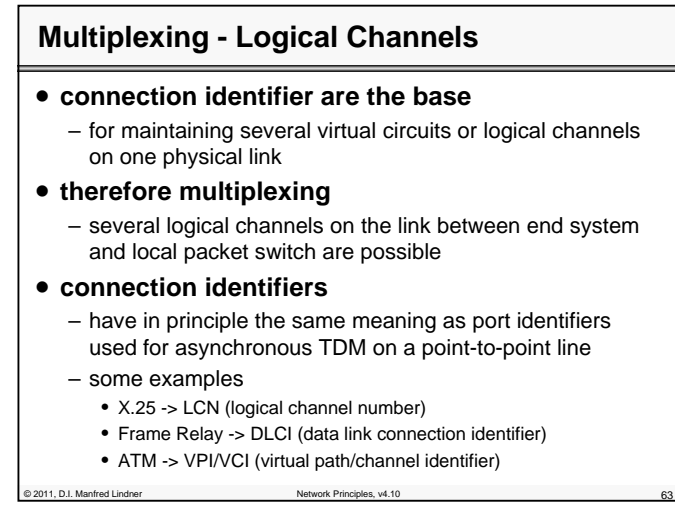 Multiplexing - Logical Channels
• connection identifier are the base
– for maintaining several virtual circuits or logical channels
on one physical link
• therefore multiplexing
– several logical channels on the link between end system
and local packet switch are possible
• connection identifiers
– have in principle the same meaning as port identifiers
used for asynchronous TDM on a point-to-point line
– some examples
• X.25 -> LCN (logical channel number)
• Frame Relay -> DLCI (data link connection identifier)
• ATM -> VPI/VCI (virtual path/channel identifier)
© 2011, D.I. Manfred Lindner Network Principles, v4.10 63